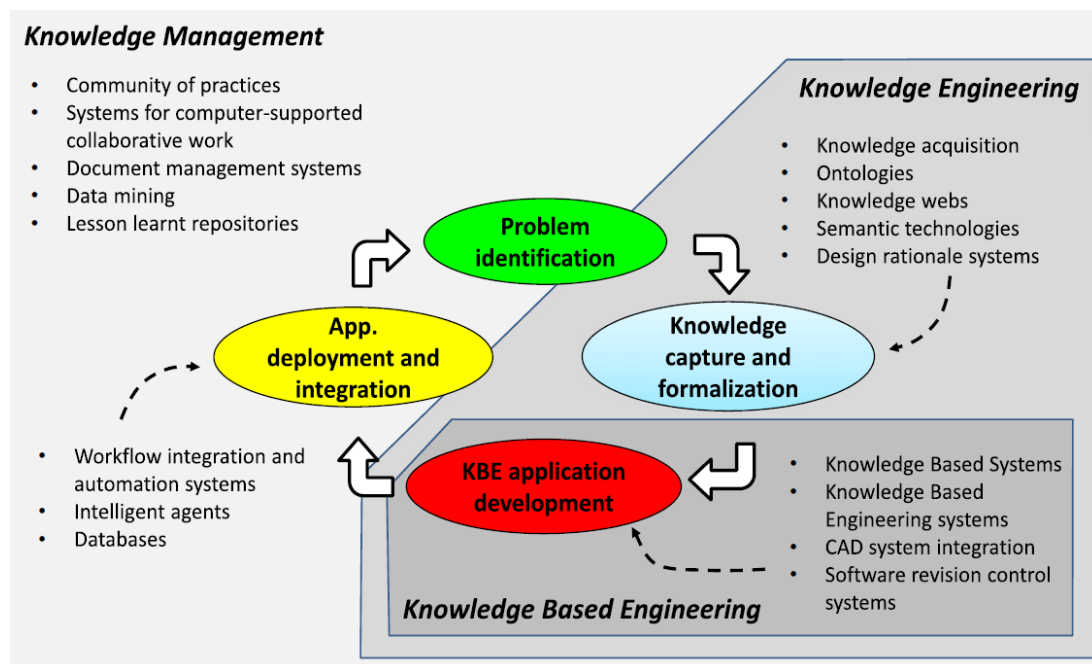 Knowledge Management
• Community of practices
• Systems for computer-supported
collaborative work
• Document management systems
• Data mining
• Lesson learnt repositories
Knowledge Engineering
• Knowledge acquisition
• Ontologies
• Knowledge webs
• Semantic technologies
• Design rationale systems
Problem
identification
App.
deployment and
integration
Knowledge
capture and
formalization
KBE application
development
• Workflow integration and
automation systems
• Intelligent agents
• Databases
• Knowledge Based Systems
• Knowledge Based
Engineering systems
• CAD system integration
• Software revision control
systems
Knowledge Based Engineering